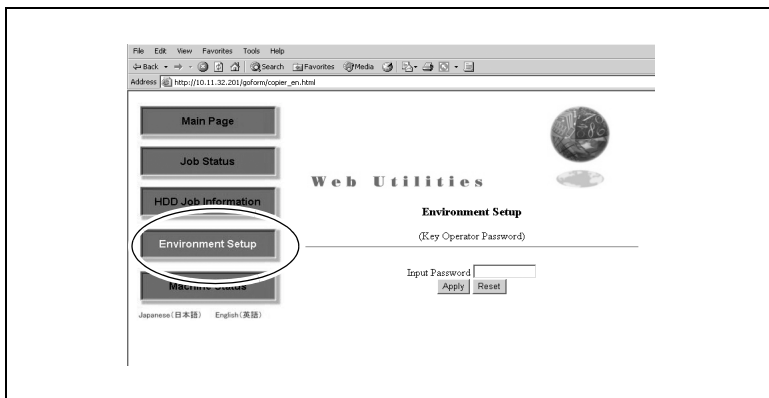 File Edit View Favorites Tools Help
Back Search Favorites Media
Address http://10.11.32.201/goform/copier_en.html
Main Page
Job Status
HDD Job Information
Environment Setup
Machine Status
Japanese(日本語) English(英語)
Web Utilities
Environment Setup
(Key Operator Password)
Input Password
Apply Reset